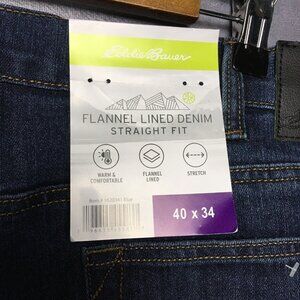 Eddie Bauer
FLANNEL LINED DENIM
STRAIGHT FIT
WARM &
COMFORTABLE
FLANNEL
LINED
STRETCH
40 x 34